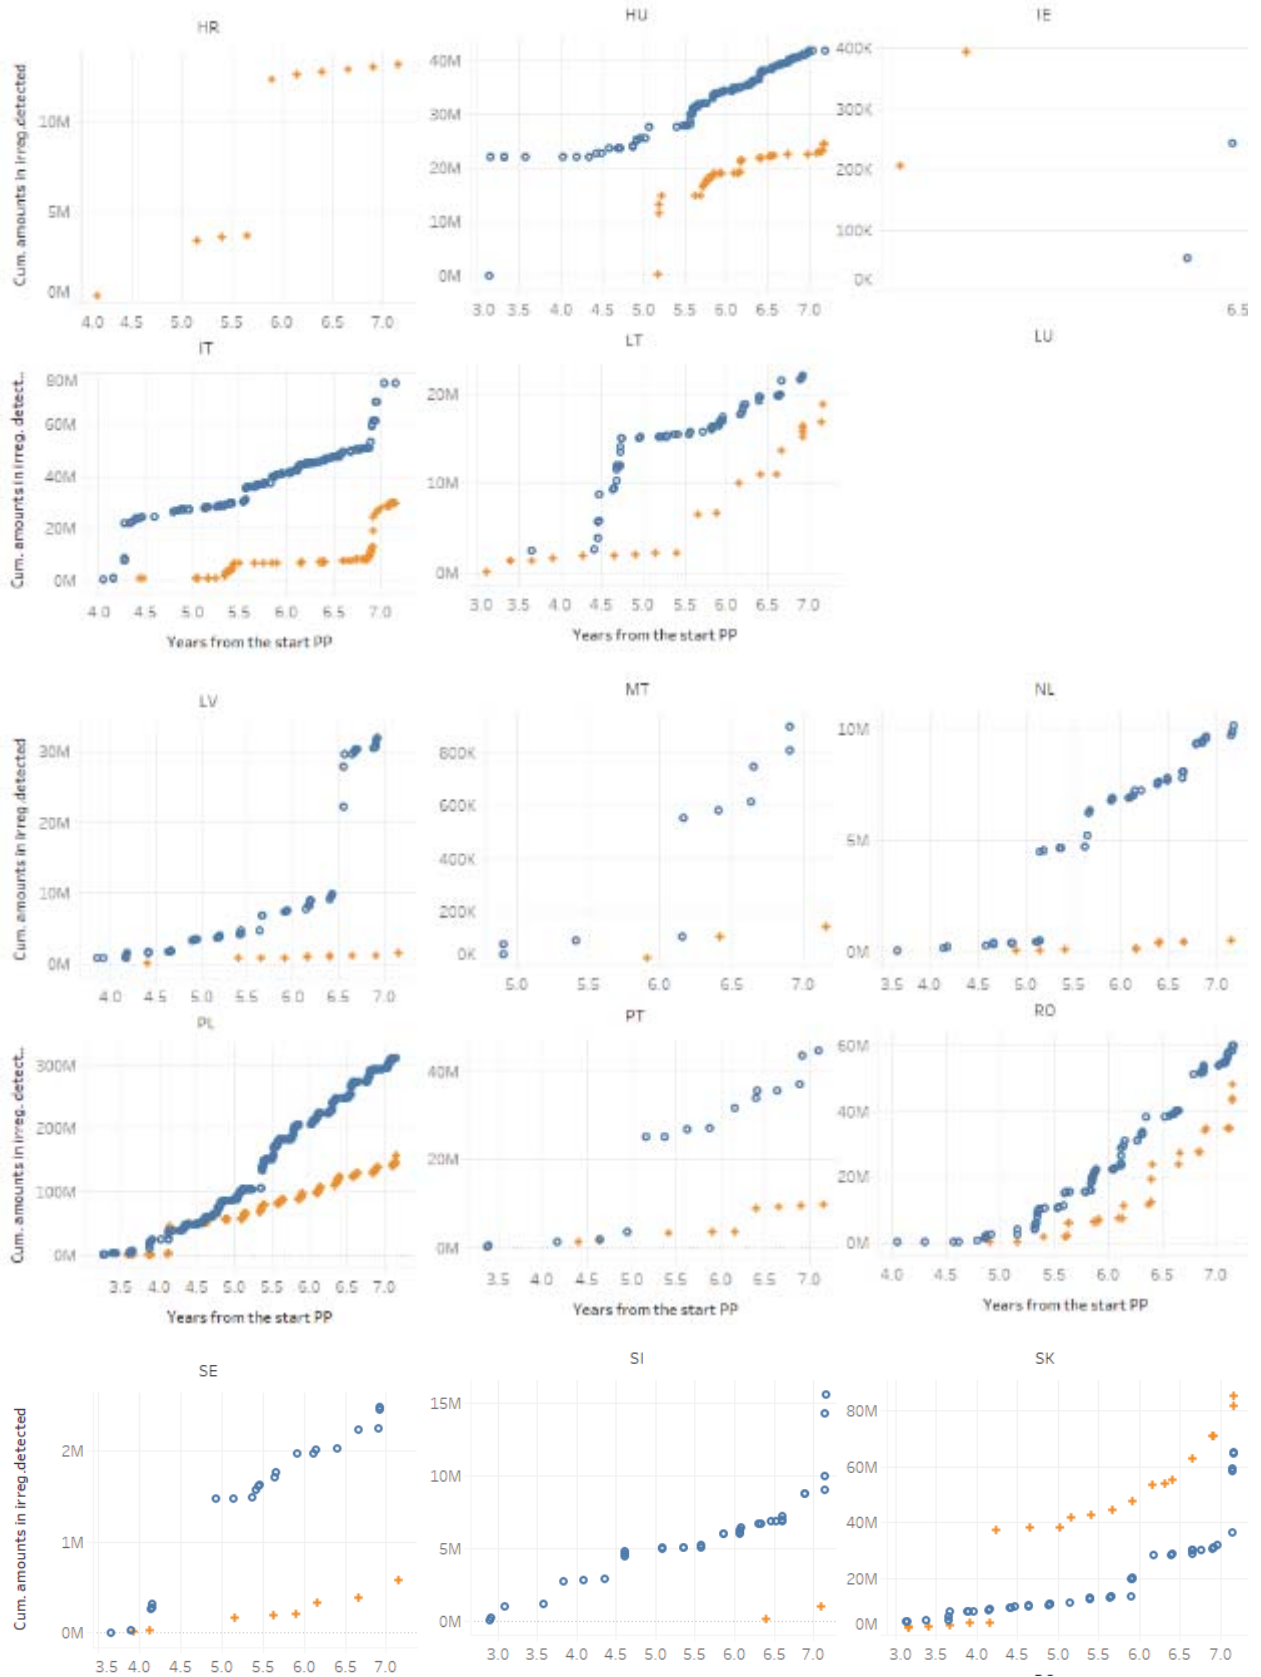 HR HU IE
Cum. amounts in irreg.detected
10M
5M
0M
4.0 4.5 5.0 5.5 6.0 6.5 7.0
40M
30M
20M
10M
0M
3.0 3.5 4.0 4.5 5.0 5.5 6.0 6.5 7.0
400K
300K
200K
100K
0K
6.5
IT LT LU
Cum. amounts in irreg. detect..
80M
60M
40M
20M
0M
4.0 4.5 5.0 5.5 6.0 6.5 7.0
Years from the start PP
20M
10M
0M
3.0 3.5 4.0 4.5 5.0 5.5 6.0 6.5 7.0
Years from the start PP
LV MT NL
Cum. amounts in irreg.detected
30M
20M
10M
0M
4.0 4.5 5.0 5.5 6.0 6.5 7.0
800K
600K
400K
200K
0K
5.0 5.5 6.0 6.5 7.0
10M
5M
0M
3.5 4.0 4.5 5.0 5.5 6.0 6.5 7.0
PL PT RO
Cum. amounts in irreg. detect..
300M
200M
100M
0M
3.5 4.0 4.5 5.0 5.5 6.0 6.5 7.0
Years from the start PP
40M
20M
0M
3.5 4.0 4.5 5.0 5.5 6.0 6.5 7.0
Years from the start PP
60M
40M
20M
0M
4.0 4.5 5.0 5.5 6.0 6.5 7.0
Years from the start PP
SE SI SK
Cum. amounts in irreg.detected
2M
1M
0M
3.5 4.0 4.5 5.0 5.5 6.0 6.5 7.0
15M
10M
5M
0M
3.0 3.5 4.0 4.5 5.0 5.5 6.0 6.5 7.0
80M
60M
40M
20M
0M
3.0 3.5 4.0 4.5 5.0 5.5 6.0 6.5 7.0